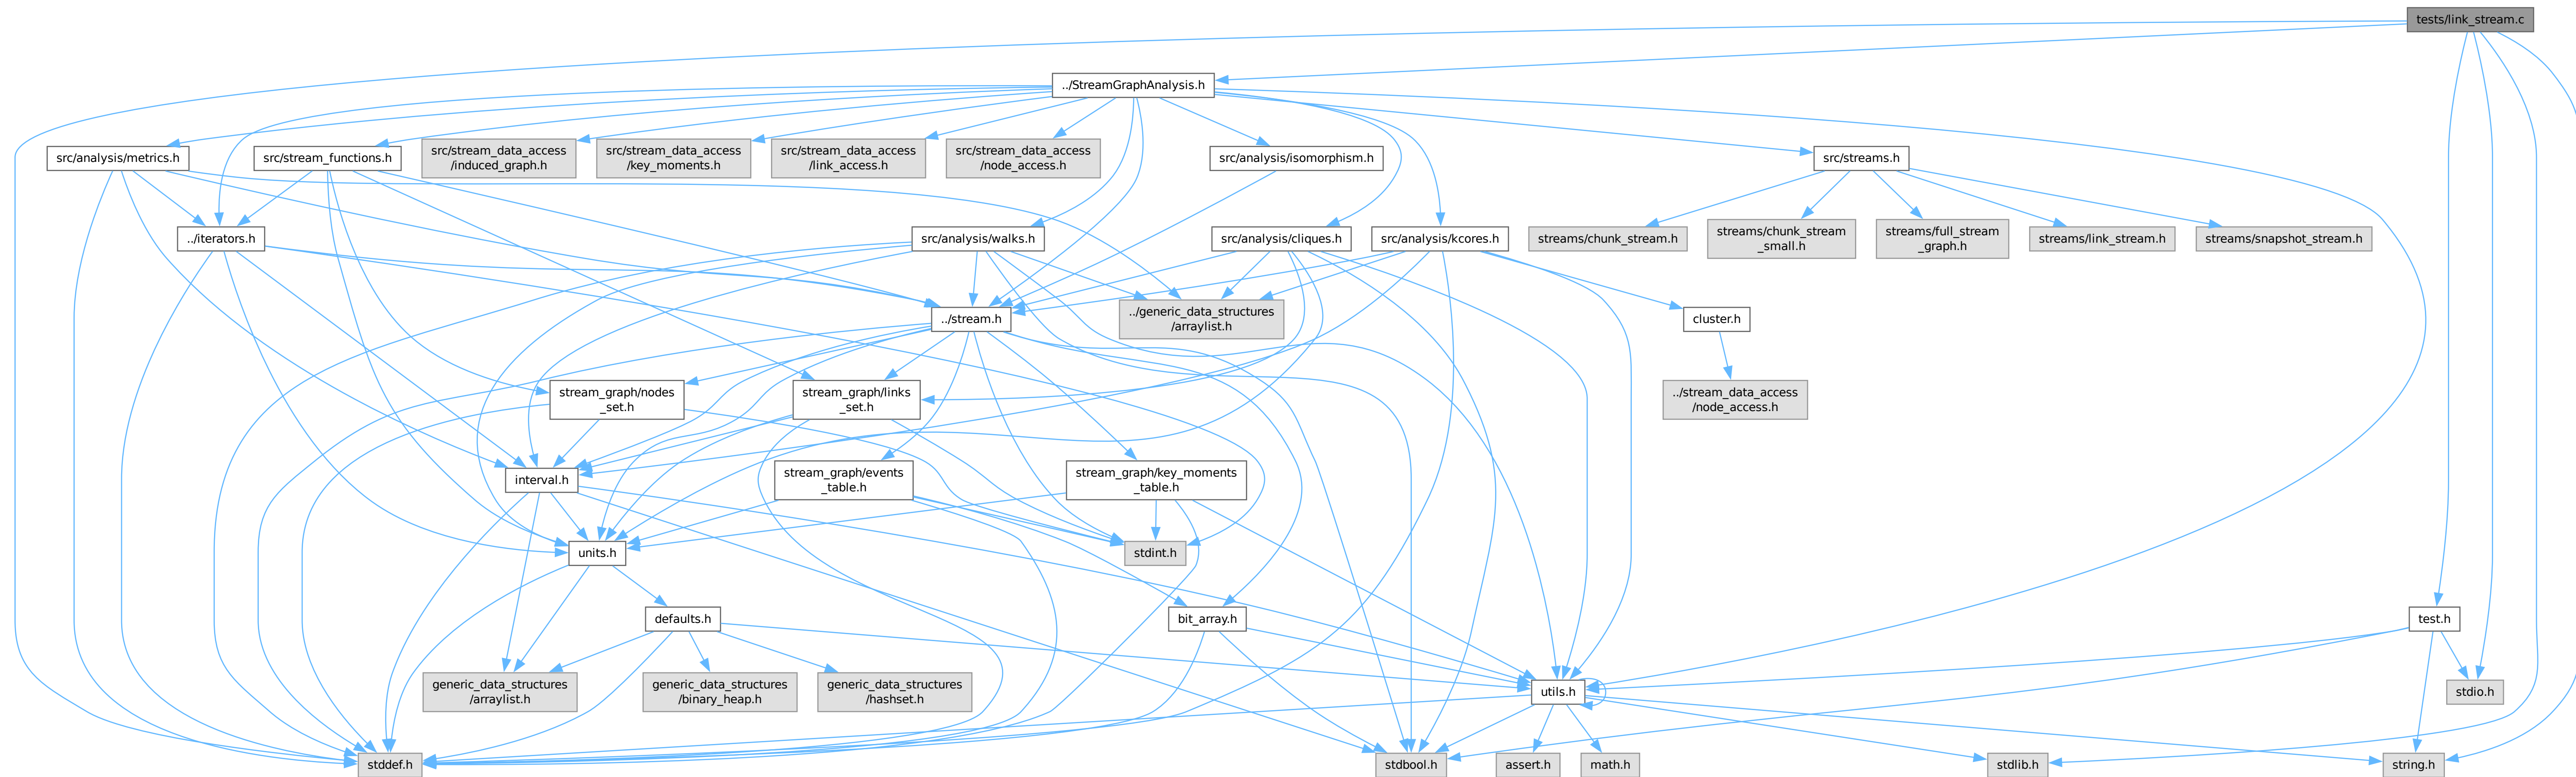 tests/link_stream.c
../StreamGraphAnalysis.h
src/analysis/metrics.h
src/stream_functions.h
src/stream_data_access
/induced_graph.h
src/stream_data_access
/key_moments.h
src/stream_data_access
/link_access.h
src/stream_data_access
/node_access.h
src/analysis/isomorphism.h
src/streams.h
../iterators.h
src/analysis/walks.h
src/analysis/cliques.h
src/analysis/kcores.h
streams/chunk_stream.h
streams/chunk_stream
_small.h
streams/full_stream
_graph.h
streams/link_stream.h
streams/snapshot_stream.h
../stream.h
../generic_data_structures
/arraylist.h
cluster.h
stream_graph/nodes
_set.h
stream_graph/links
_set.h
../stream_data_access
/node_access.h
interval.h
stream_graph/events
_table.h
stream_graph/key_moments
_table.h
units.h
stdint.h
defaults.h
bit_array.h
test.h
generic_data_structures
/arraylist.h
generic_data_structures
/binary_heap.h
generic_data_structures
/hashset.h
utils.h
stdio.h
stddef.h
stdbool.h
assert.h
math.h
stdlib.h
string.h